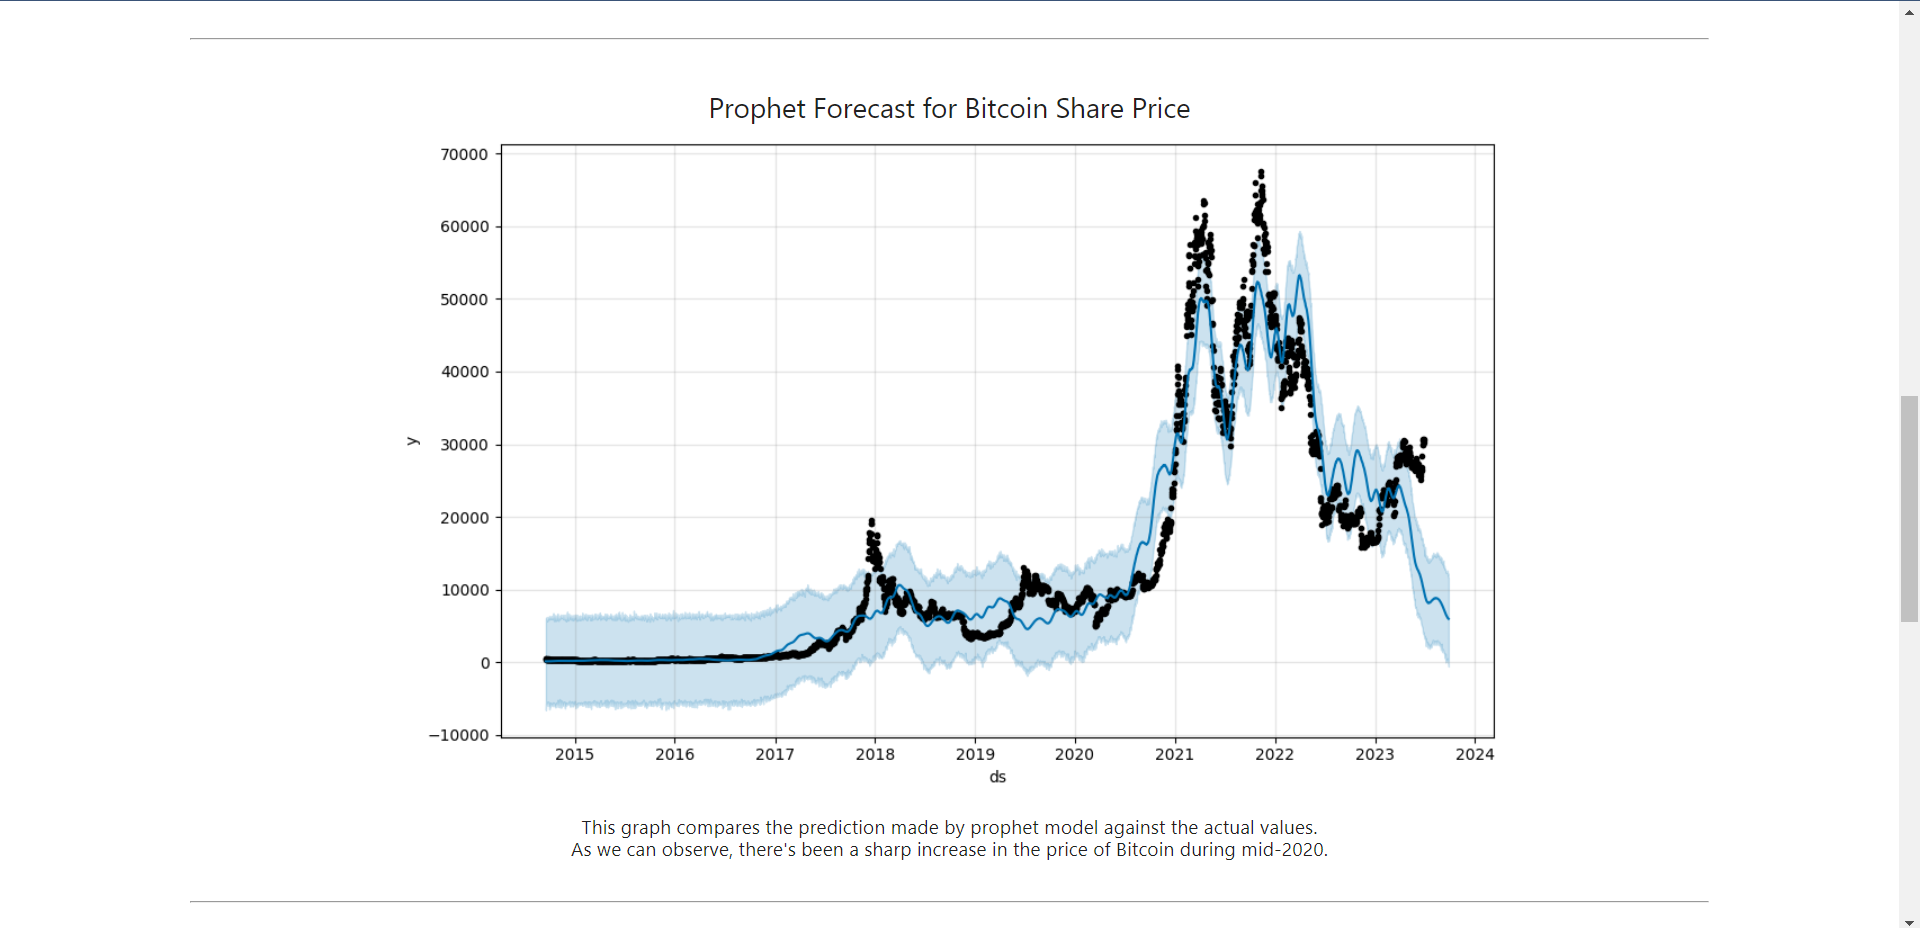 Prophet Forecast for Bitcoin Share Price
70000
60000
50000
40000
30000
20000
10000
0
−10000
y
2015 2016 2017 2018 2019 2020 2021 2022 2023 2024
ds
This graph compares the prediction made by prophet model against the actual values.
As we can observe, there's been a sharp increase in the price of Bitcoin during mid-2020.